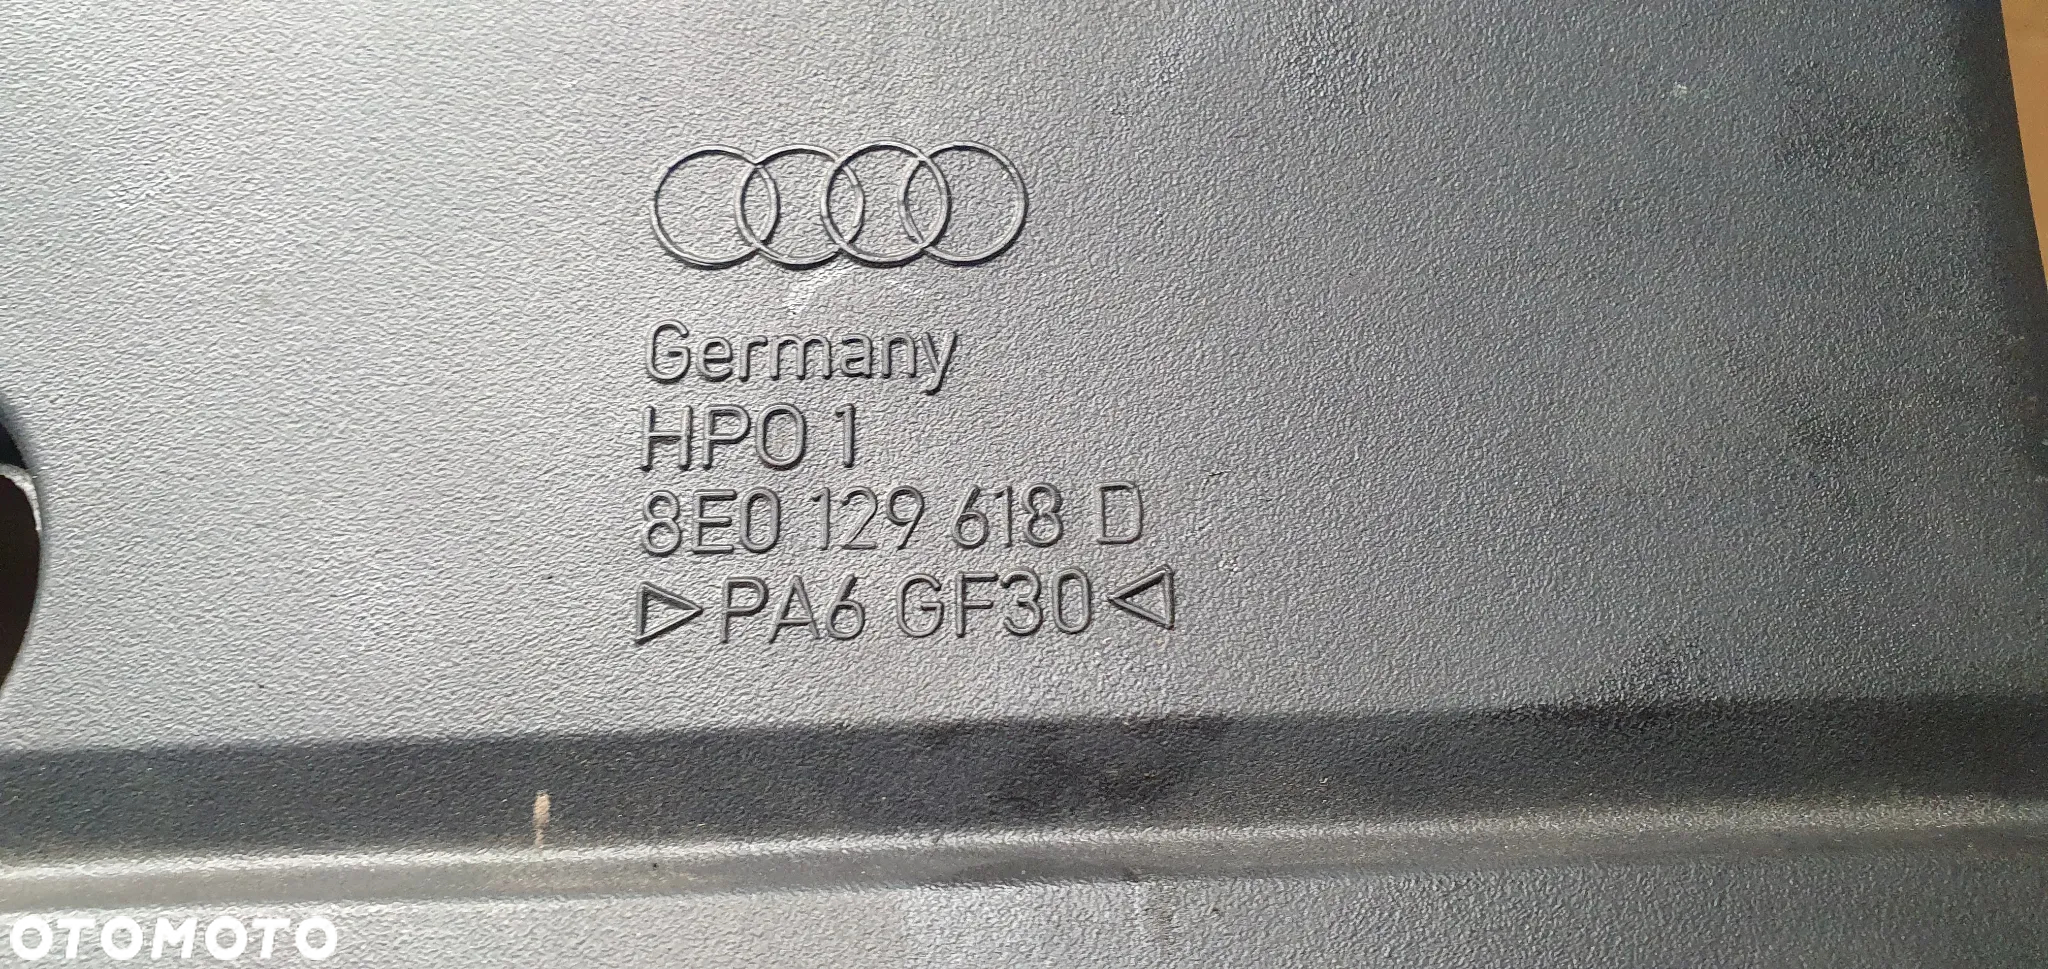 Germany
HPO 1
8E0 129 618 D
▷PA6 GF30◁
OTOMOTO